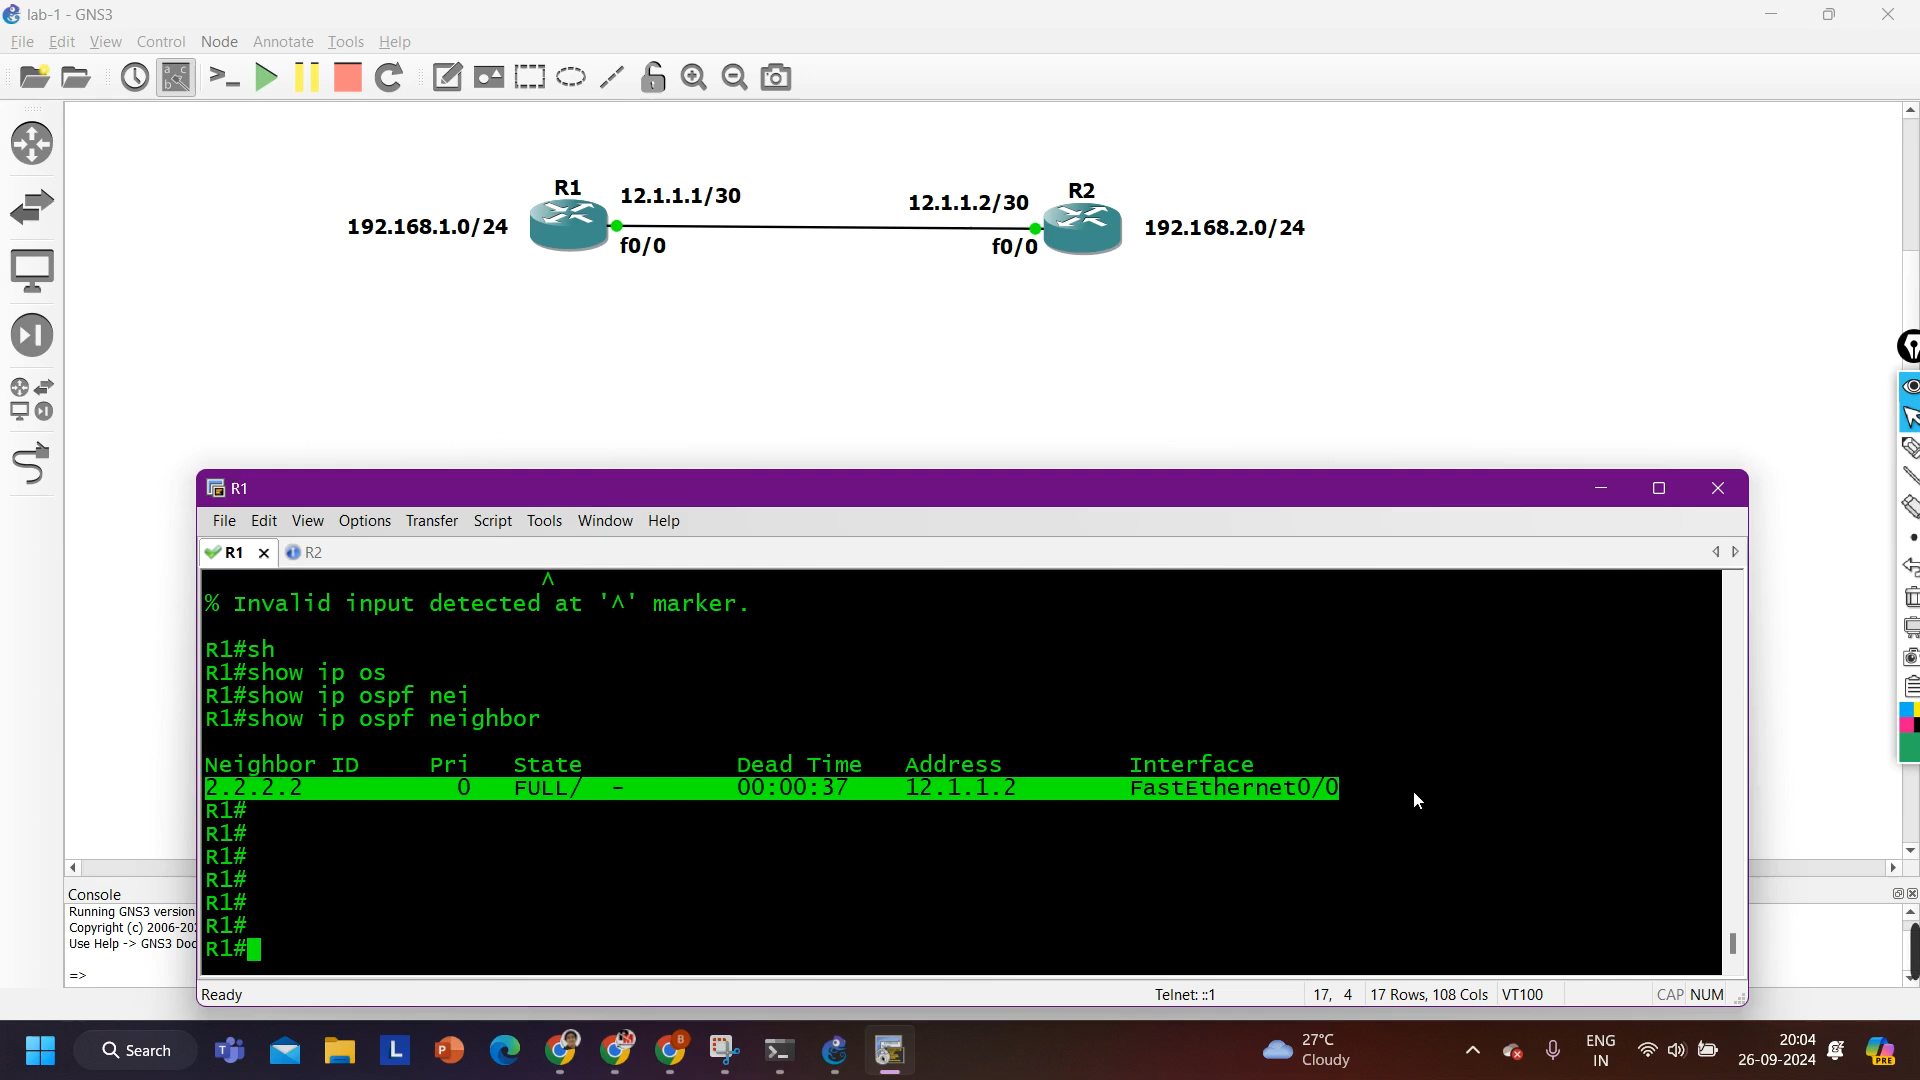 lab-1 - GNS3
File Edit View Control Node Annotate Tools Help
R1
12.1.1.1/30
12.1.1.2/30
R2
192.168.1.0/24
192.168.2.0/24
f0/0
f0/0
R1
File Edit View Options Transfer Script Tools Window Help
R1
R2
^
% Invalid input detected at '^' marker.
R1#sh
R1#show ip os
R1#show ip ospf nei
R1#show ip ospf neighbor
Neighbor ID Pri State Dead Time Address Interface
2.2.2.2 0 FULL/ - 00:00:37 12.1.1.2 FastEthernet0/0
R1#
R1#
R1#
R1#
R1#
R1#
R1#
Console
Running GNS3 version
Copyright (c) 2006-20
Use Help -> GNS3 Doc
=>
Ready
Telnet: ::1
17, 4
17 Rows, 108 Cols
VT100
CAP NUM
Search
27°C
Cloudy
ENG
IN
20:04
26-09-2024
PRE